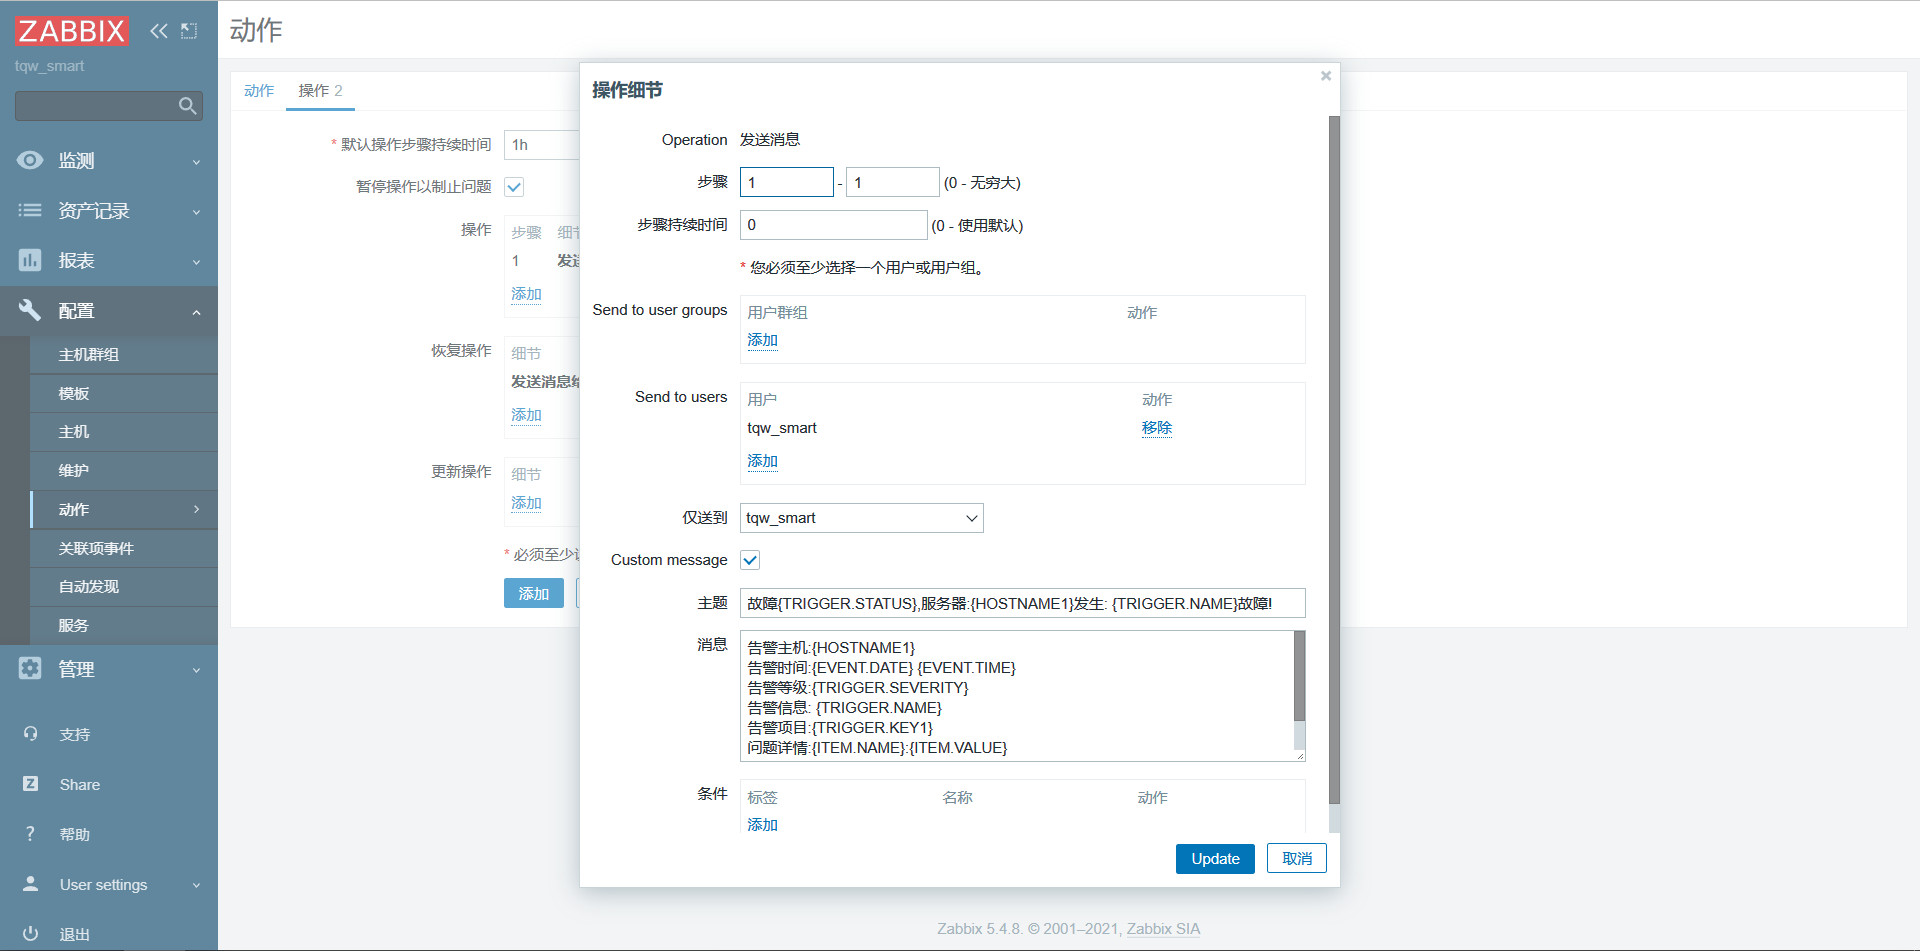 ZABBIX
tqw_smart
监测
资产记录
报表
配置
主机群组
模板
主机
维护
动作
关联项事件
自动发现
服务
管理
支持
Share
帮助
User settings
退出
动作
动作 操作 2
* 默认操作步骤持续时间 1h
暂停操作以制止问题
操作 步骤 细节
1 发送
添加
恢复操作 细节
发送消息给
添加
更新操作 细节
添加
* 必须至少
添加
操作细节
Operation 发送消息
步骤 1 - 1 (0 - 无穷大)
步骤持续时间 0 (0 - 使用默认)
* 您必须至少选择一个用户或用户组。
Send to user groups 用户群组 动作
添加
Send to users 用户 动作
tqw_smart 移除
添加
仅送到 tqw_smart
Custom message
主题 故障{TRIGGER.STATUS},服务器:{HOSTNAME1}发生: {TRIGGER.NAME}故障!
消息 告警主机:{HOSTNAME1}
告警时间:{EVENT.DATE} {EVENT.TIME}
告警等级:{TRIGGER.SEVERITY}
告警信息: {TRIGGER.NAME}
告警项目:{TRIGGER.KEY1}
问题详情:{ITEM.NAME}:{ITEM.VALUE}
条件 标签 名称 动作
添加
Update 取消
Zabbix 5.4.8. © 2001–2021, Zabbix SIA